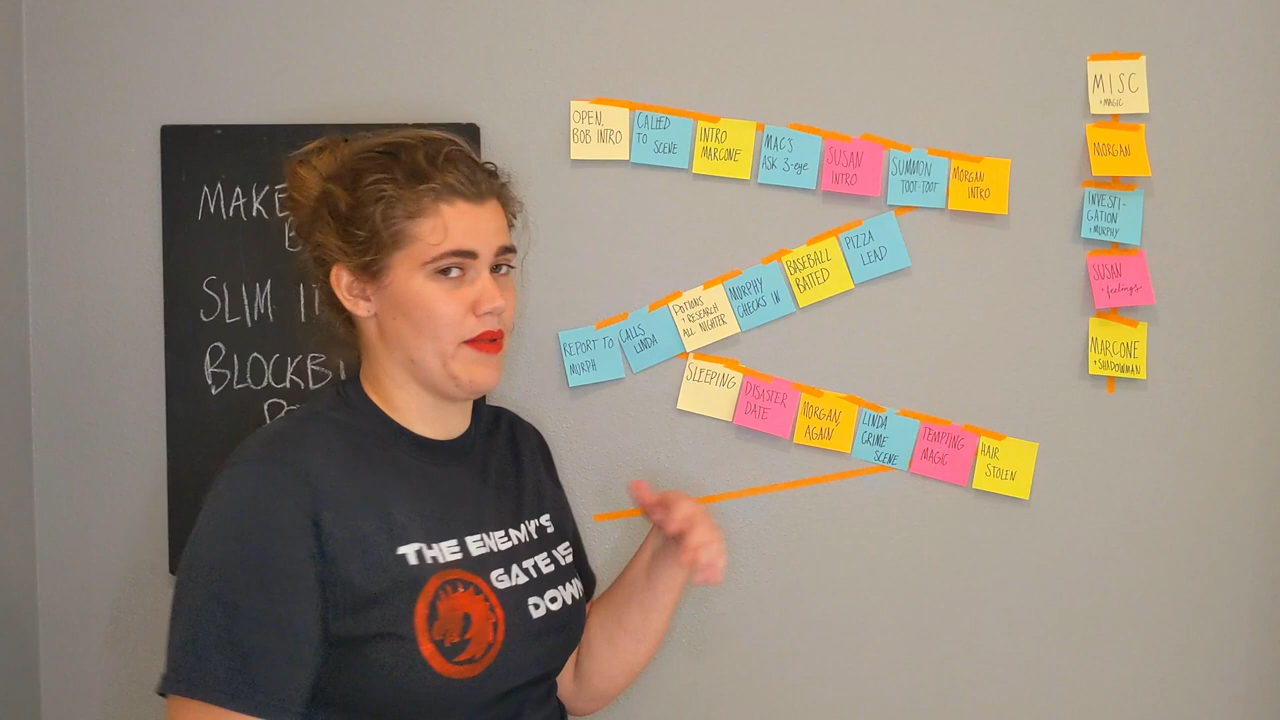 MAKE
SLIM IT
BLOCKB
OPEN,
BOB INTRO
CALLED
TO SCENE
INTRO
MARCONE
MAC'S
ASK 3-eye
SUSAN
INTRO
SUMMON
TOOT-TOOT
MORGAN
INTRO
REPORT TO
MURPH
CALLS
LINDA
POTIONS
+ RESEARCH
ALL NIGHTER
MURPHY
CHECKS IN
BASEBALL
BATTED
PIZZA
LEAD
SLEEPING
DISASTER
DATE
MORGAN,
AGAIN
LINDA
CRIME
SCENE
TEMPTING
MAGIC
HAIR
STOLEN
MISC
+ MAGIC
MORGAN
INVESTI-
GATION
+ MURPHY
SUSAN
+ feelings
MARCONE
+ SHADOWMAN
THE ENEMY'S
GATE IS
DOWN